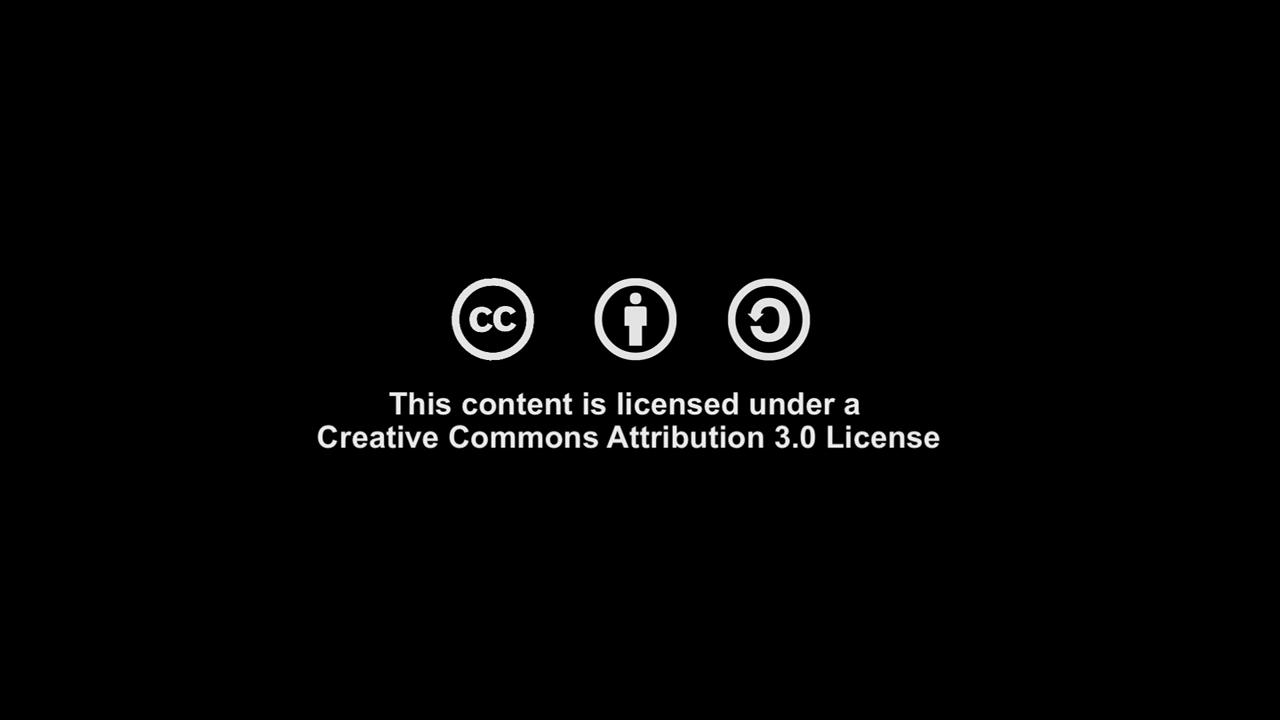 cc
This content is licensed under a
Creative Commons Attribution 3.0 License